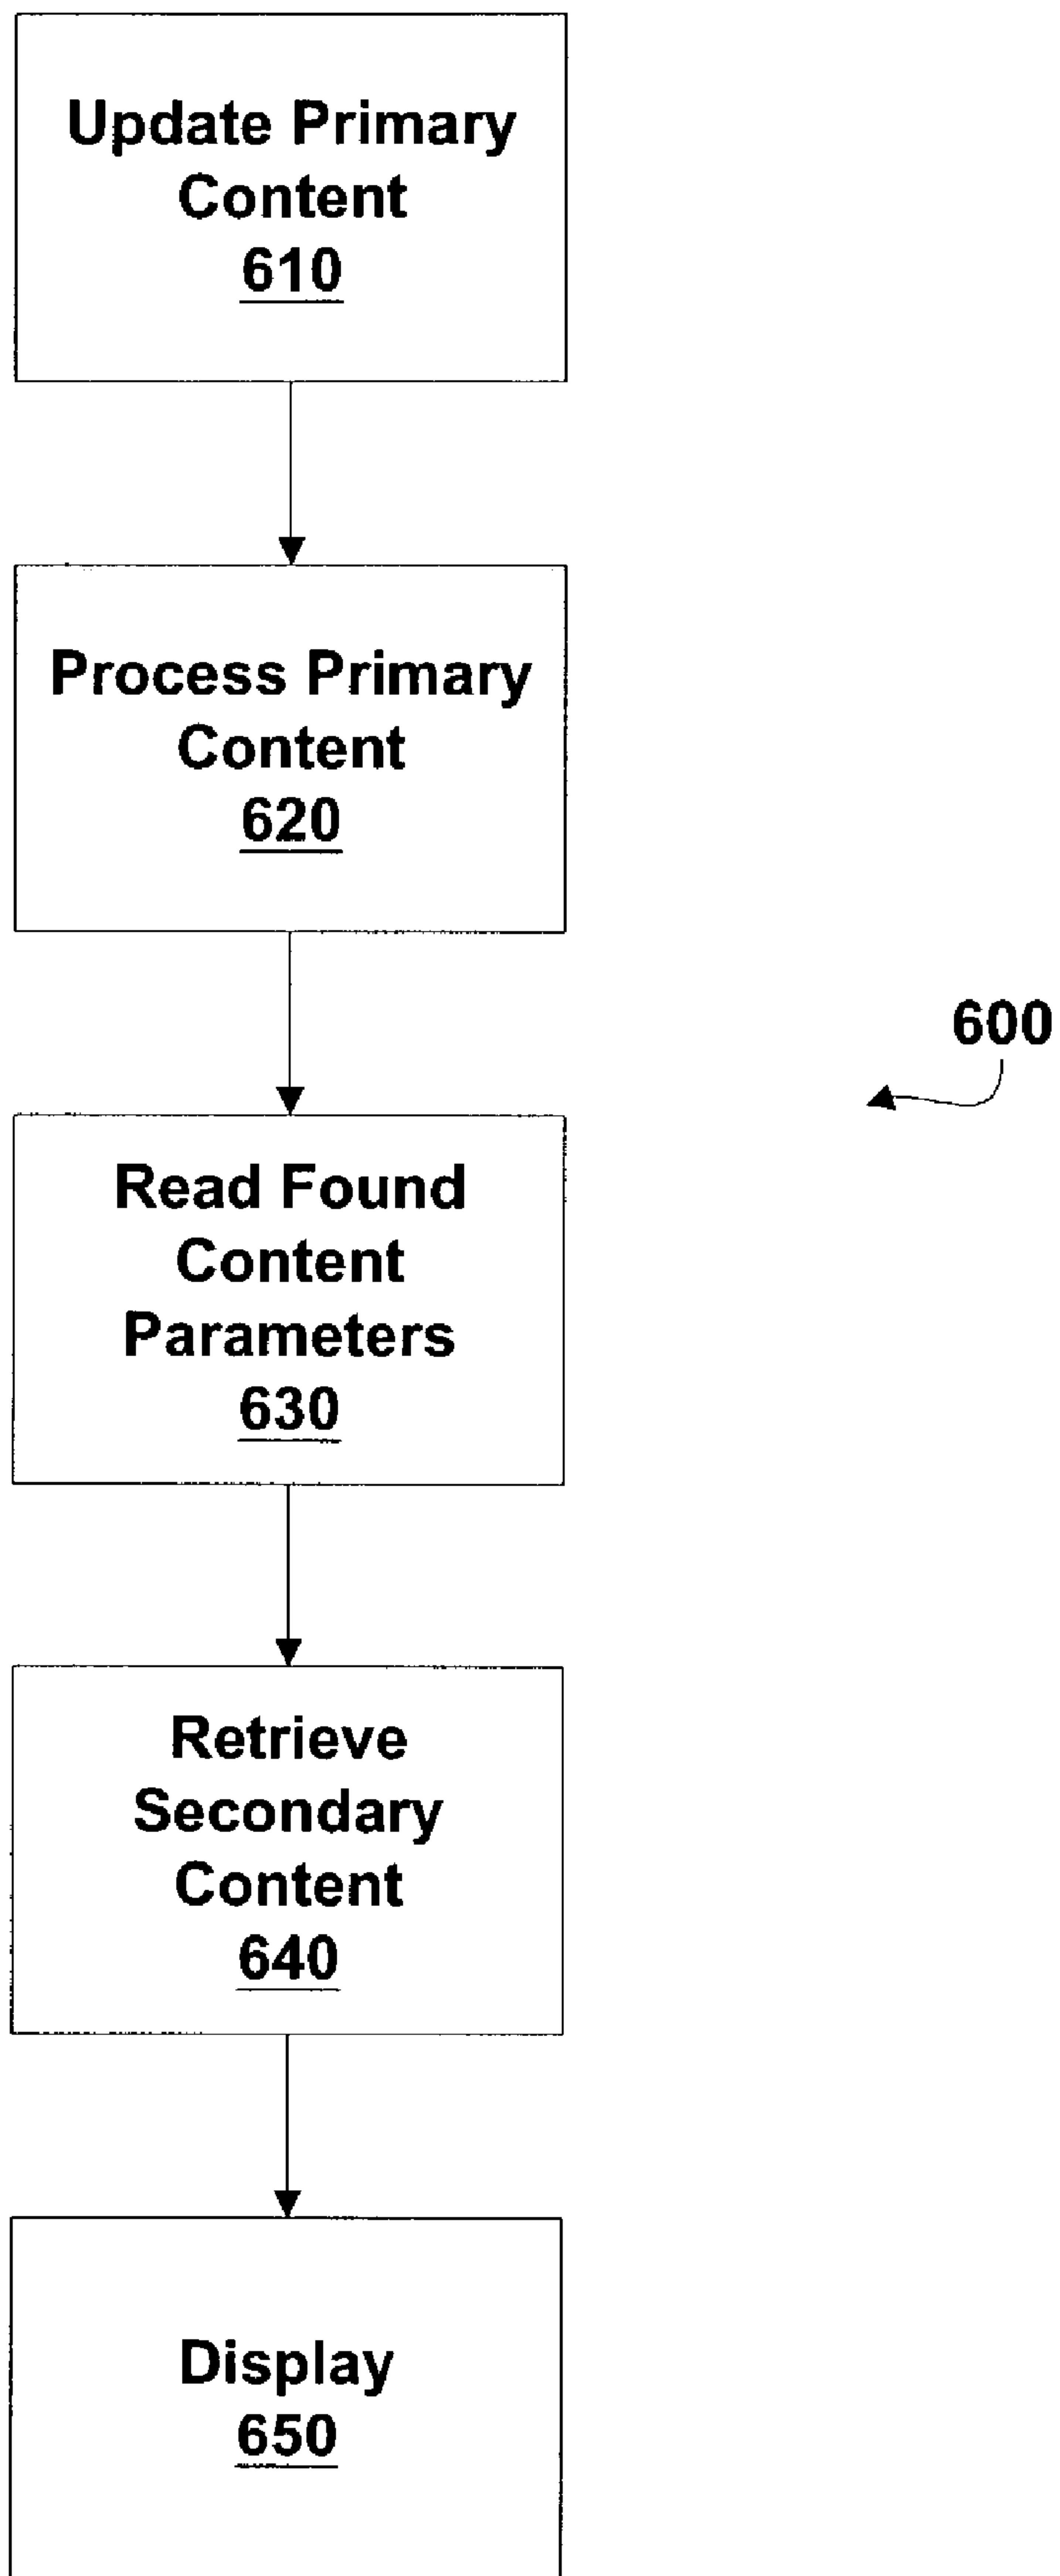 Update Primary
Content
610
Process Primary
Content
620
600
Read Found
Content
Parameters
630
Retrieve
Secondary
Content
640
Display
650